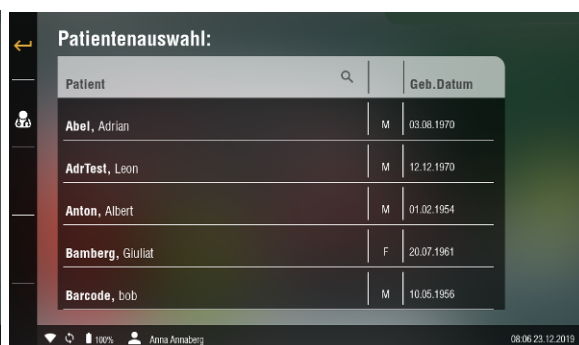 Patientenauswahl:
Patient Geb.Datum
Abel, Adrian M 03.08.1970
AdrTest, Leon M 12.12.1970
Anton, Albert M 01.02.1954
Bamberg, Giuliat F 20.07.1961
Barcode, bob M 10.05.1956
100% Anna Annaberg 08:06 23.12.2019